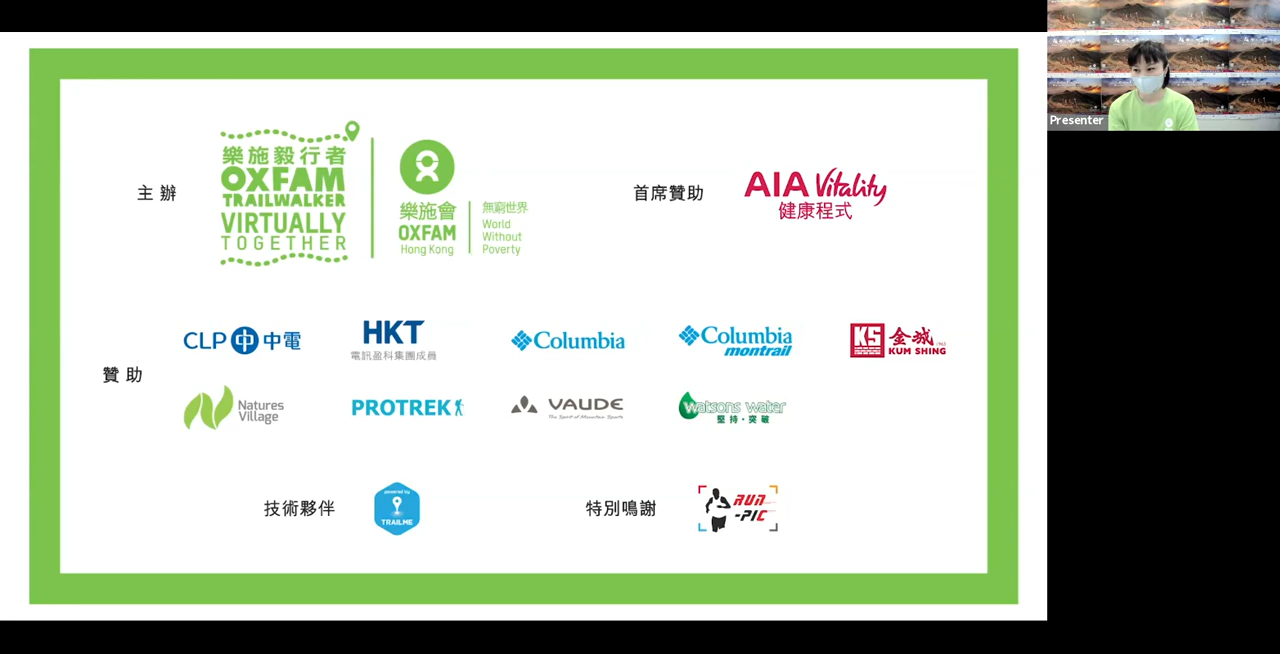 主 辦
樂施毅行者
OXFAM
TRAILWALKER
VIRTUALLY
TOGETHER
樂施會
OXFAM
Hong Kong
無窮世界
World
Without
Poverty
首席贊助
AIA Vitality
健康程式
贊 助
CLP 中 中電
HKT
電訊盈科集團成員
Columbia
Columbia
montrail
KS 金城
KUM SHING
Natures
Village
PROTREK
VAUDE
The Spirit of Mountain Sports
watsons water
堅持・突破
技術夥伴
powered by
TRAILME
特別鳴謝
RUN
-PIC
Presenter